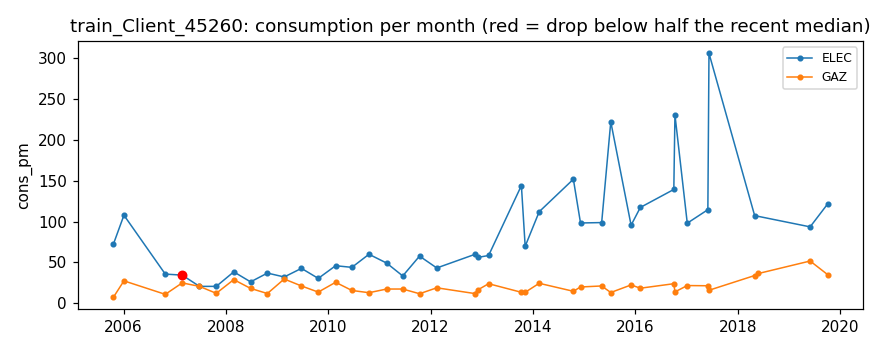 train_Client_45260: consumption per month (red = drop below half the recent median)
ELEC
GAZ
cons_pm
300
250
200
150
100
50
0
2006 2008 2010 2012 2014 2016 2018 2020